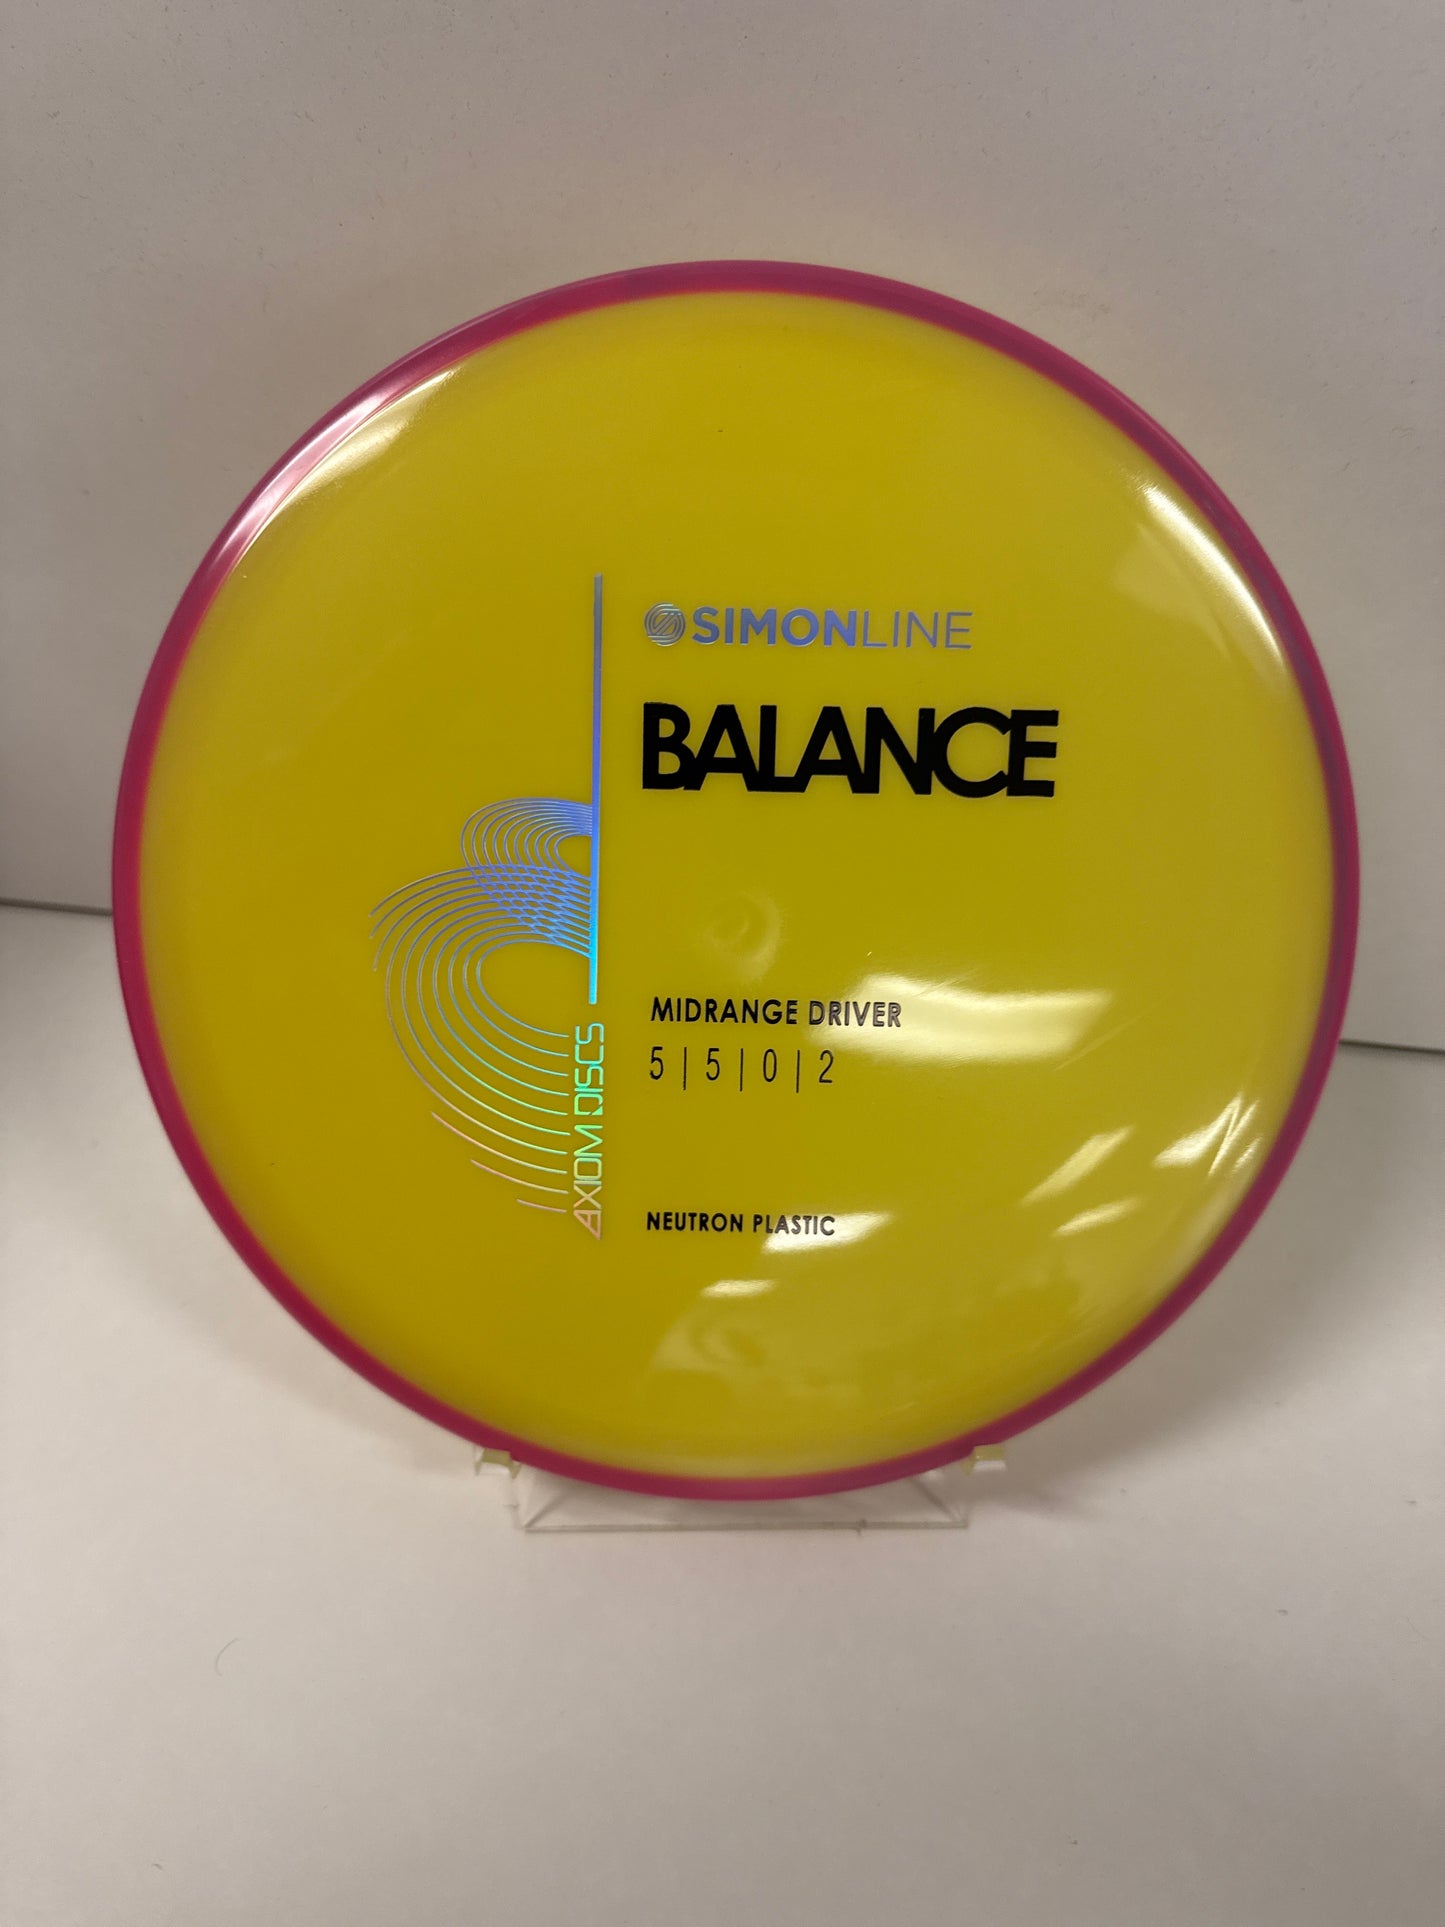 SIMONLINE
BALANCE
MIDRANGE DRIVER
5 | 5 | 0 | 2
NEUTRON PLASTIC
AXIOM DISCS